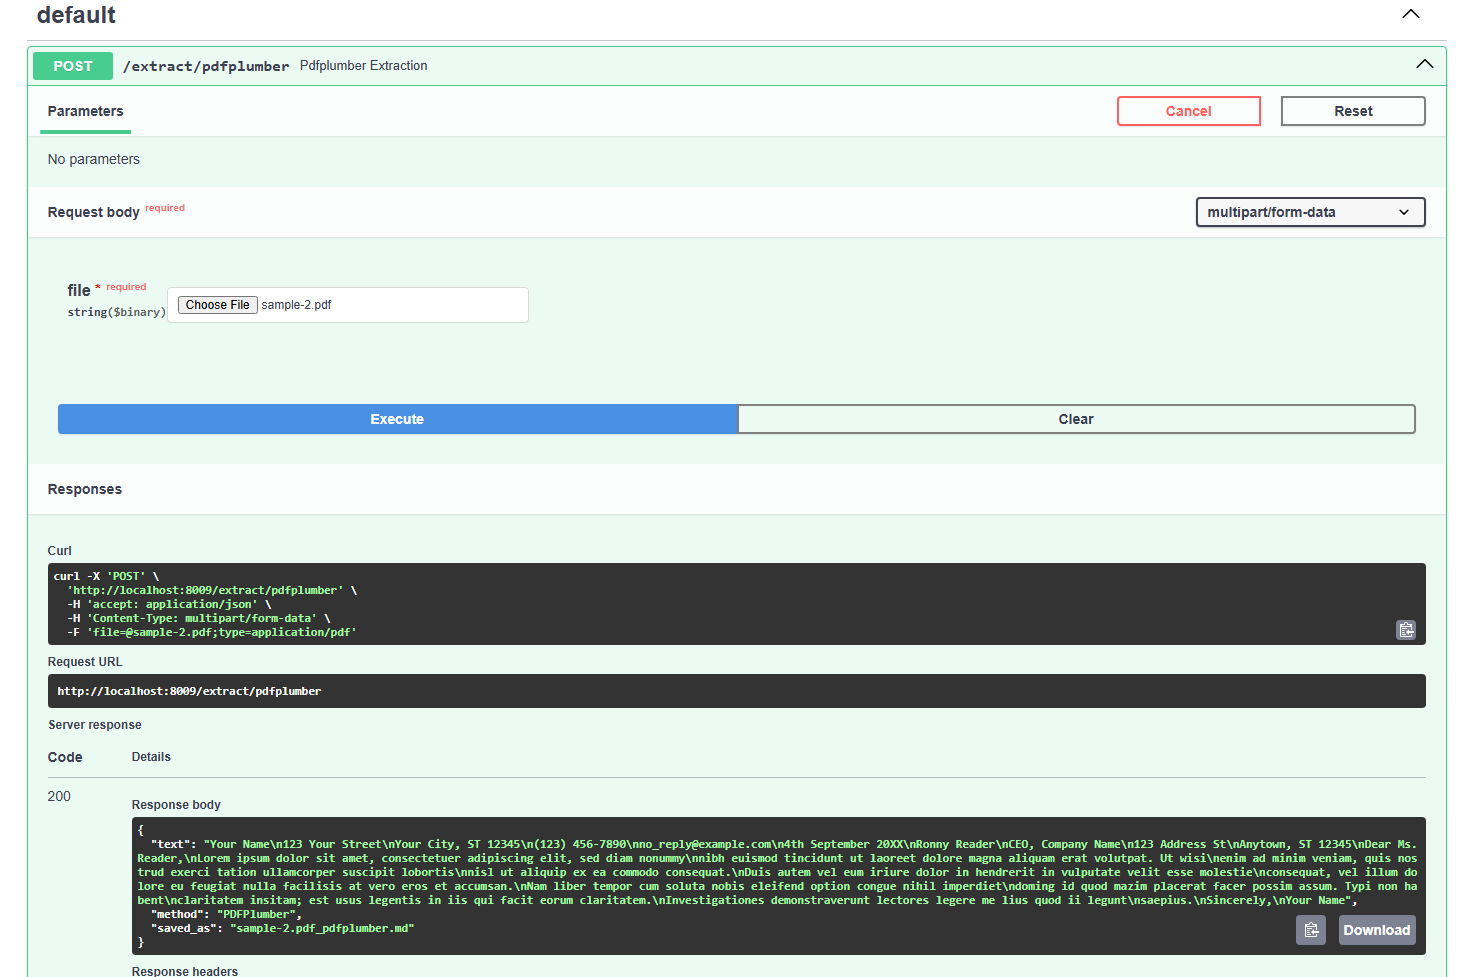 default
POST /extract/pdfplumber Pdfplumber Extraction
Parameters
Cancel
Reset
No parameters
Request body required
multipart/form-data
file * required
string($binary)
Choose File sample-2.pdf
Execute
Clear
Responses
Curl
curl -X 'POST' \
  'http://localhost:8009/extract/pdfplumber' \
  -H 'accept: application/json' \
  -H 'Content-Type: multipart/form-data' \
  -F 'file=@sample-2.pdf;type=application/pdf'
Request URL
http://localhost:8009/extract/pdfplumber
Server response
Code Details
200
Response body
{
  "text": "Your Name\n123 Your Street\nYour City, ST 12345\n(123) 456-7890\nno_reply@example.com\n4th September 20XX\nRonny Reader\nCEO, Company Name\n123 Address St\nAnytown, ST 12345\nDear Ms.
Reader,\nLorem ipsum dolor sit amet, consectetuer adipiscing elit, sed diam nonummy\nnibh euismod tincidunt ut laoreet dolore magna aliquam erat volutpat. Ut wisi\nenim ad minim veniam, quis nos
trud exerci tation ullamcorper suscipit lobortis\nnisl ut aliquip ex ea commodo consequat.\nDuis autem vel eum iriure dolor in hendrerit in vulputate velit esse molestie\nconsequat, vel illum do
lore eu feugiat nulla facilisis at vero eros et accumsan.\nNam liber tempor cum soluta nobis eleifend option congue nihil imperdiet\ndoming id quod mazim placerat facer possim assum. Typi non ha
bent\nclaritatem insitam; est usus legentis in iis qui facit eorum claritatem.\nInvestigationes demonstraverunt lectores legere me lius quod ii legunt\nsaepius.\nSincerely,\nYour Name",
  "method": "PDFPlumber",
  "saved_as": "sample-2.pdf_pdfplumber.md"
}
Download
Response headers